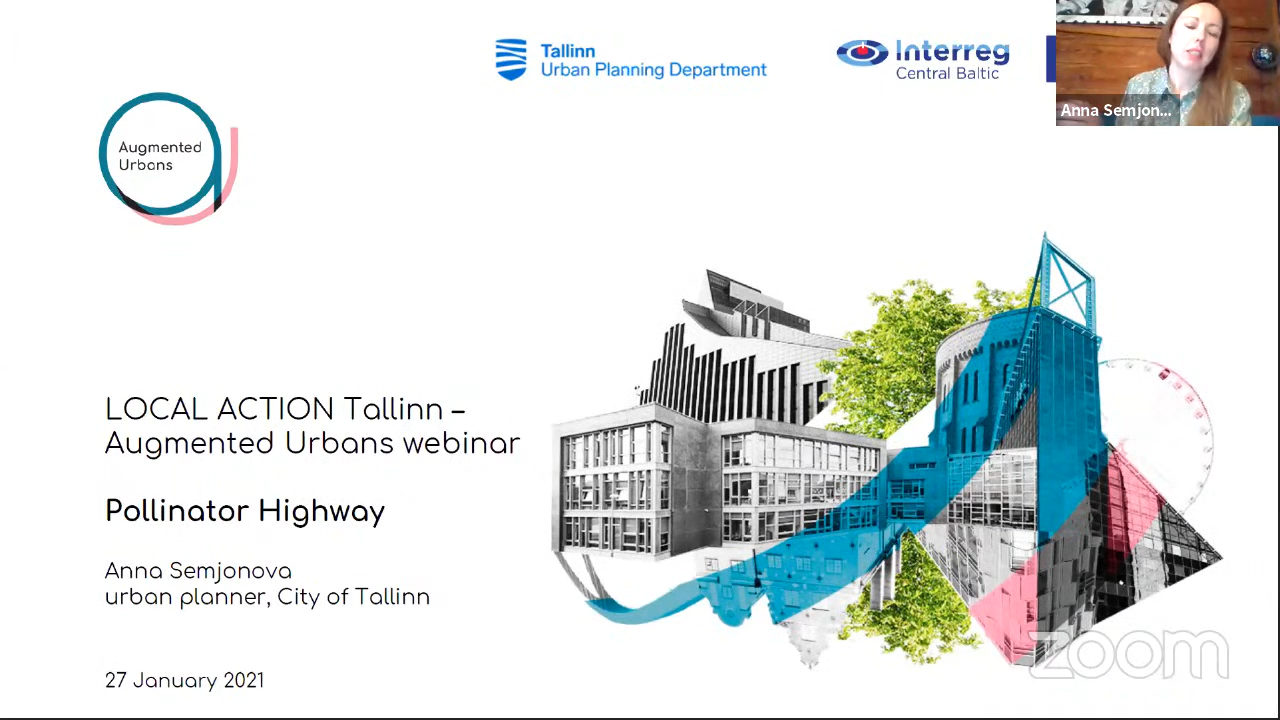 Tallinn
Urban Planning Department
Interreg
Central Baltic
Anna Semjon...
Augmented
Urbans
LOCAL ACTION Tallinn –
Augmented Urbans webinar
Pollinator Highway
Anna Semjonova
urban planner, City of Tallinn
27 January 2021
zoom